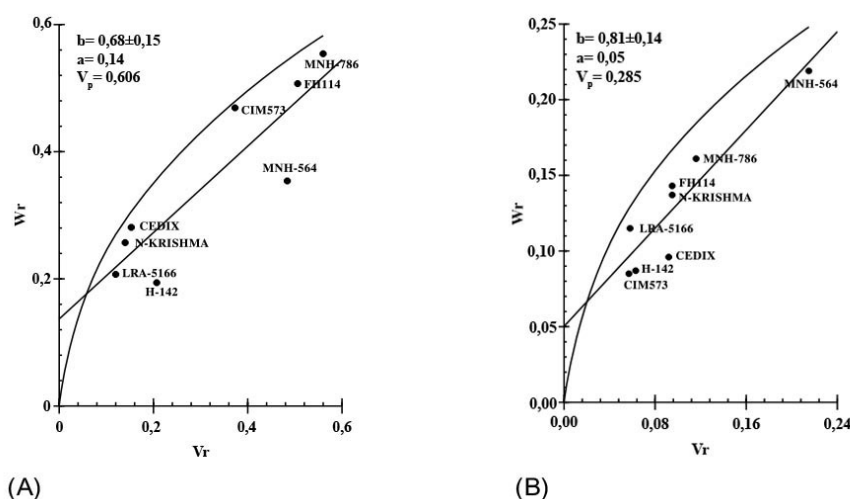 0,6
b= 0,68±0,15
a= 0,14
Vp = 0,606
MNH-786
FH114
CIM573
0,4
MNH-564
Wr
CEDIX
N-KRISHMA
0,2
LRA-5166
H-142
0
0 0,2 0,4 0,6
Vr
(A)
0,25
b= 0,81±0,14
a= 0,05
Vp = 0,285
MNH-564
0,20
MNH-786
0,15
FH114
N-KRISHMA
Wr
LRA-5166
0,10
CEDIX
H-142
CIM573
0,05
0,00
0,00 0,08 0,16 0,24
Vr
(B)